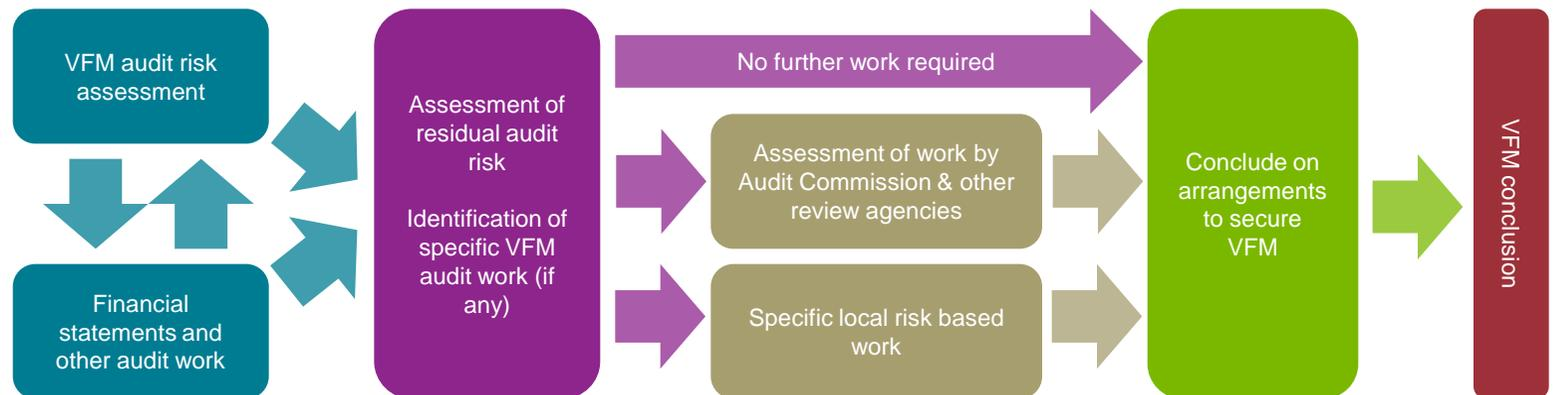 VFM audit risk
assessment
Financial
statements and
other audit work
Assessment of
residual audit
risk
Identification of
specific VFM
audit work (if
any)
No further work required
Assessment of work by
Audit Commission & other
review agencies
Specific local risk based
work
Conclude on
arrangements
to secure
VFM
VFM conclusion